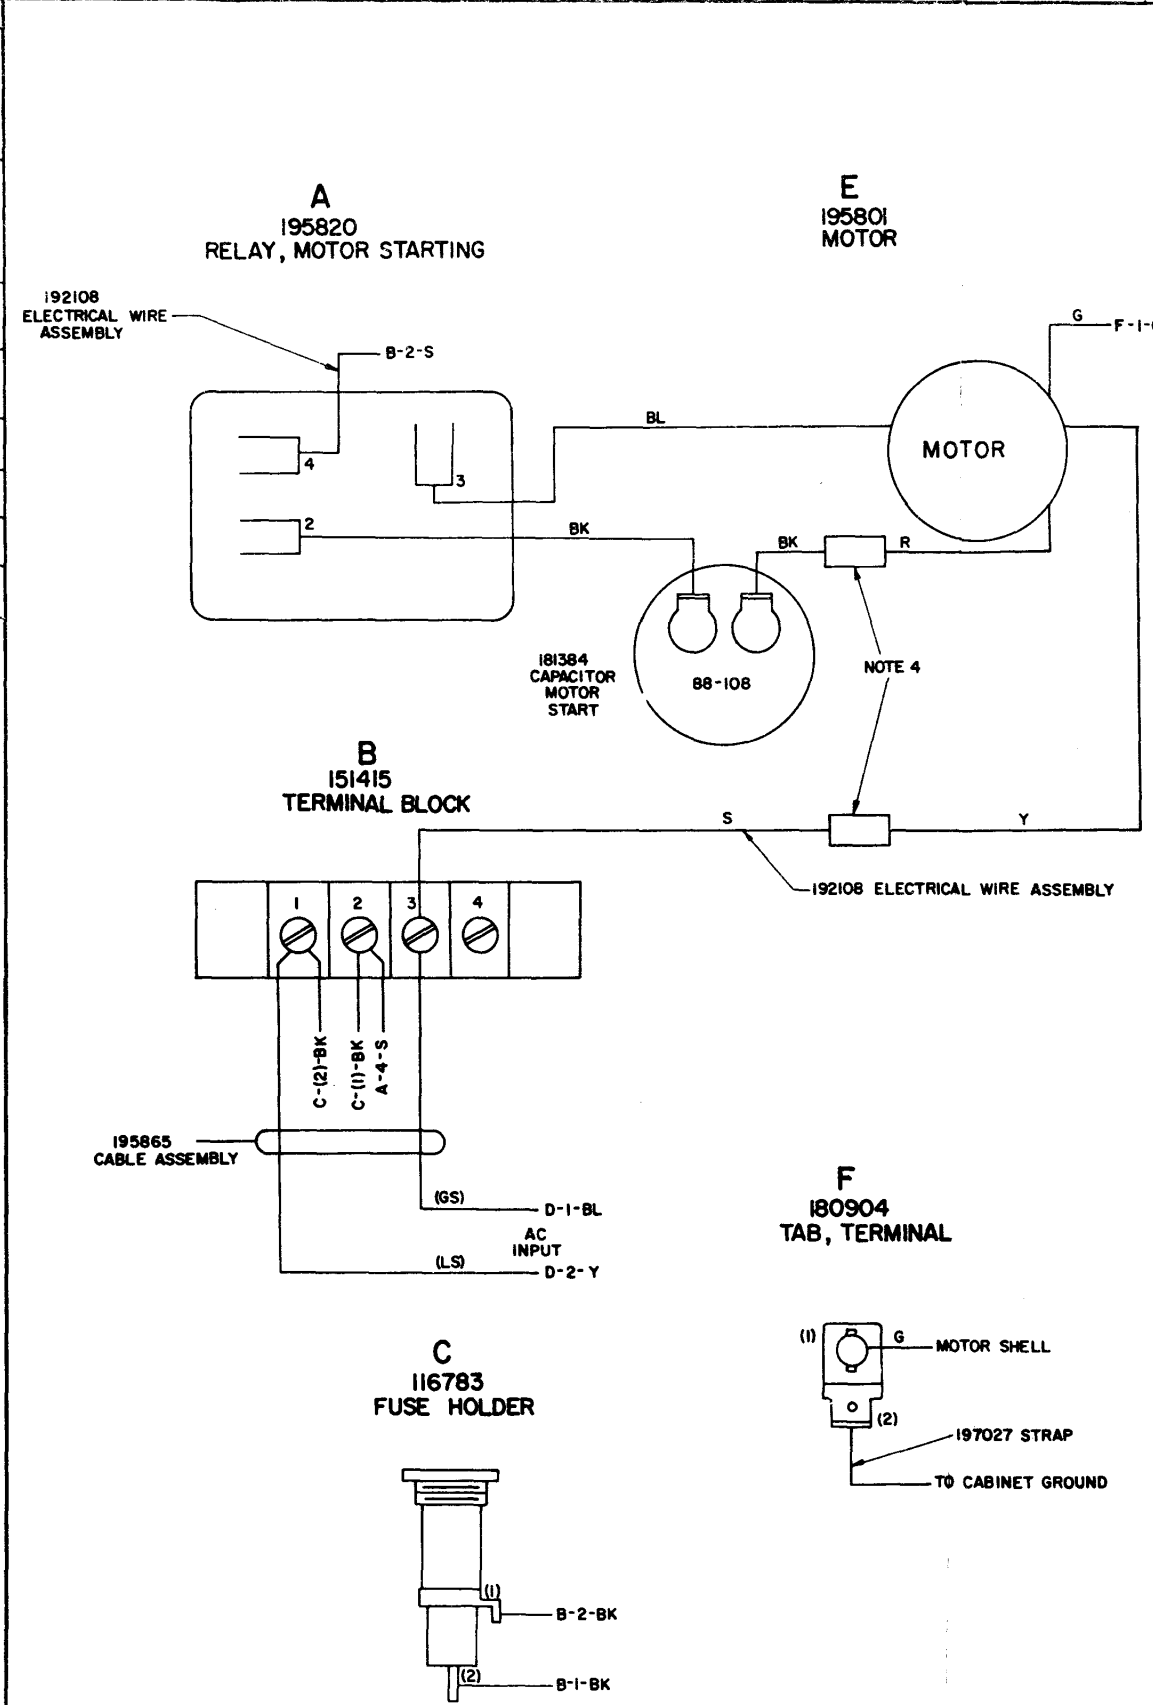 A
195820
RELAY, MOTOR STARTING
E
195801
MOTOR
192108
ELECTRICAL WIRE
ASSEMBLY
B-2-S
G
F-1-
4
3
2
BL
MOTOR
BK
BK
R
181384
CAPACITOR
MOTOR
START
88-108
NOTE 4
B
151415
TERMINAL BLOCK
S
Y
192108 ELECTRICAL WIRE ASSEMBLY
1
2
3
4
C-(2)-BK
C-(1)-BK
A-4-S
195865
CABLE ASSEMBLY
(GS)
D-1-BL
AC
INPUT
(LS)
D-2-Y
F
180904
TAB, TERMINAL
(1)
G
MOTOR SHELL
(2)
197027 STRAP
TO CABINET GROUND
C
116783
FUSE HOLDER
(1)
B-2-BK
(2)
B-1-BK